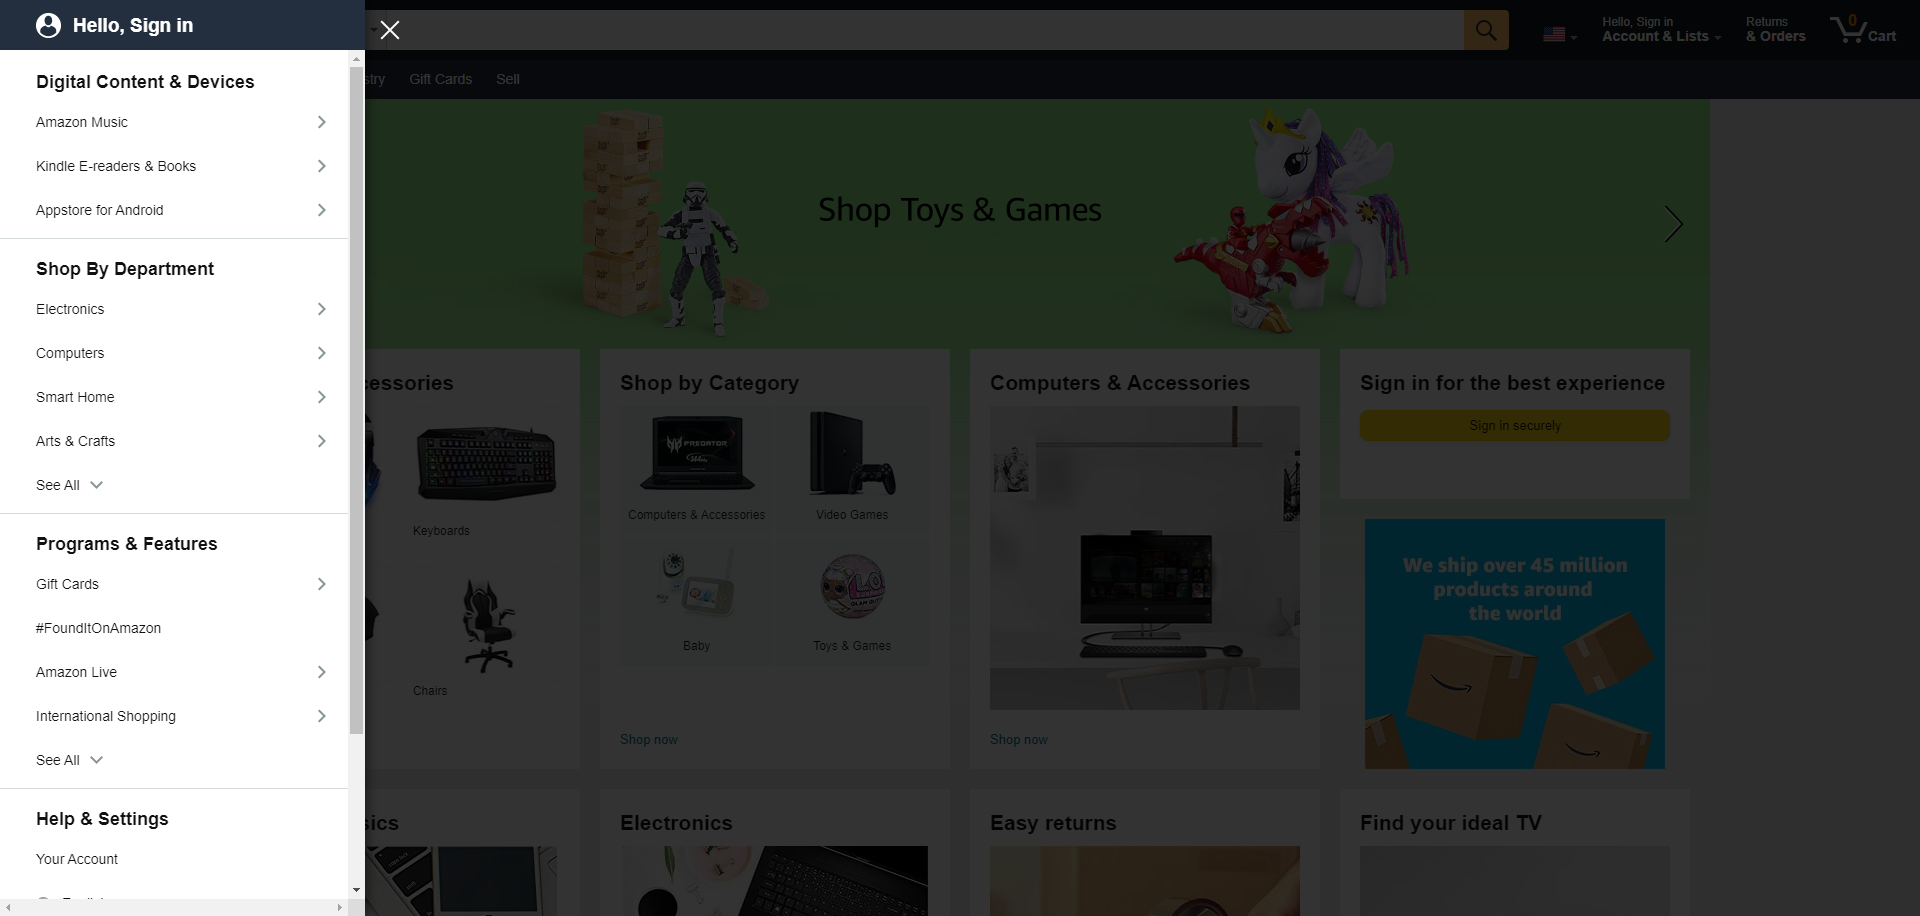 Hello, Sign in
Digital Content & Devices
Amazon Music
Kindle E-readers & Books
Appstore for Android
Shop By Department
Electronics
Computers
Smart Home
Arts & Crafts
See All
Programs & Features
Gift Cards
#FoundItOnAmazon
Amazon Live
International Shopping
See All
Help & Settings
Your Account
Hello, Sign in
Account & Lists
Returns
& Orders
0
Cart
stry
Gift Cards
Sell
Shop Toys & Games
cessories
Keyboards
Chairs
Shop by Category
PREDATOR
Computers & Accessories
Video Games
Baby
Toys & Games
Shop now
Computers & Accessories
Shop now
Sign in for the best experience
Sign in securely
We ship over 45 million
products around
the world
sics
Electronics
Easy returns
Find your ideal TV